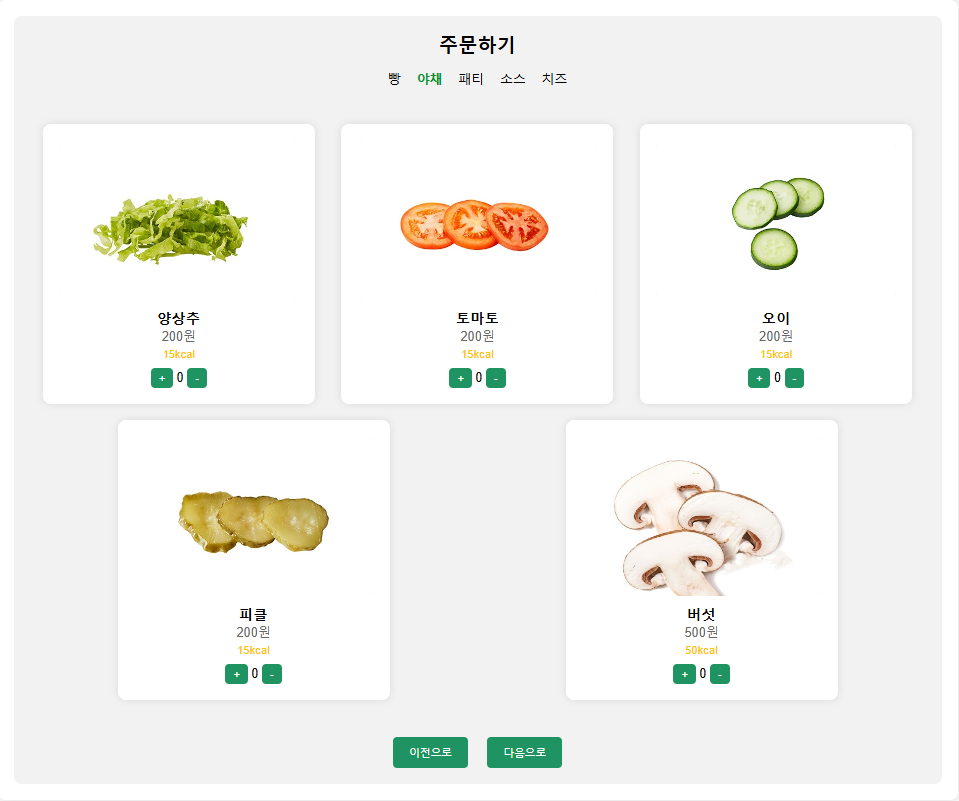 주문하기
빵 야채 패티 소스 치즈
양상추
200원
15kcal
+ 0 -
토마토
200원
15kcal
+ 0 -
오이
200원
15kcal
+ 0 -
피클
200원
15kcal
+ 0 -
버섯
500원
50kcal
+ 0 -
이전으로 다음으로